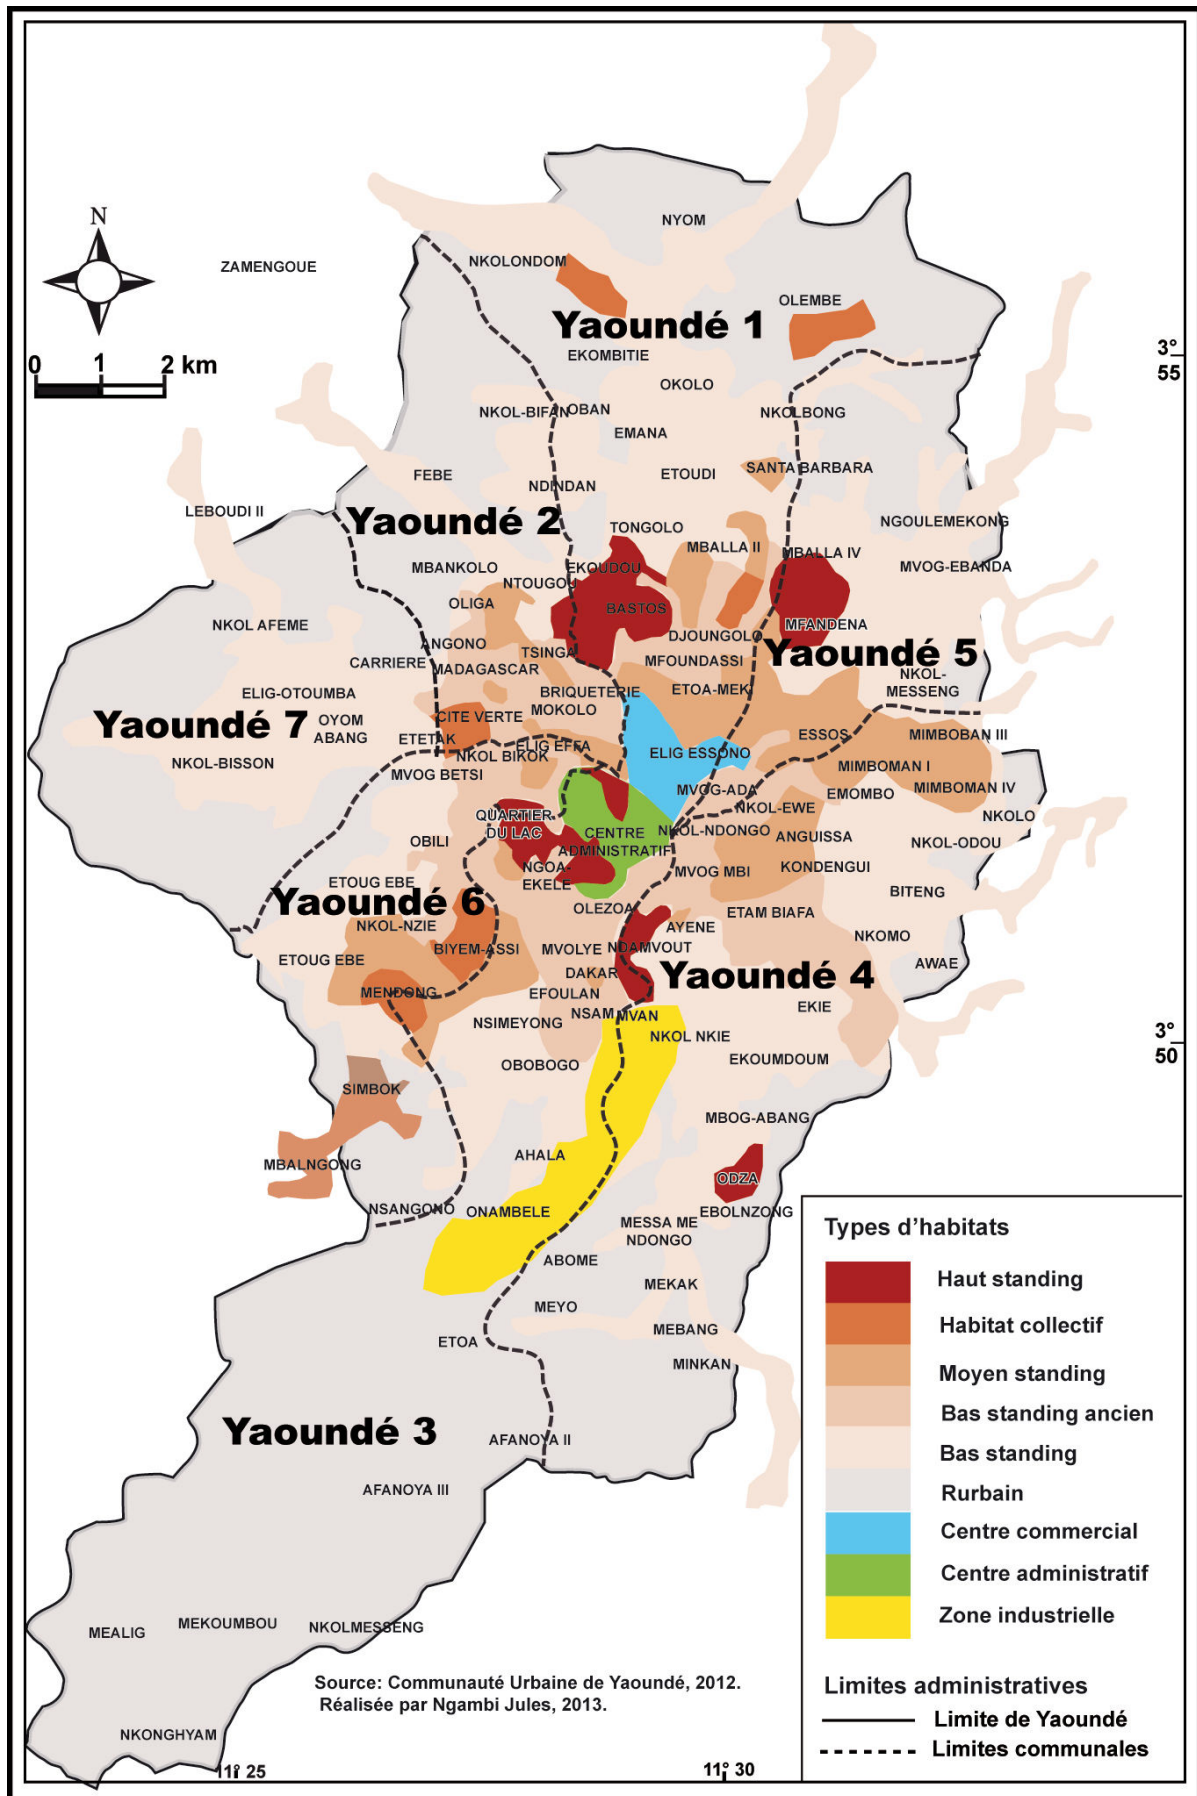 NYOM
N
NKOLONDOM
ZAMENGOUE
OLEMBE
Yaoundé 1
3°
55
EKOMBITIE
0 1 2 km
OKOLO
NKOL-BIFAN
OBAN
NKOLBONG
EMANA
SANTA BARBARA
FEBE
ETOUDI
NDINDAN
LEBOUDI II
Yaoundé 2
NGOULEMEKONG
TONGOLO
MBALLA II
MBALLA IV
MBANKOLO
EKOUDOU
MVOG-EBANDA
NTOUGOU
OLIGA
BASTOS
NKOL AFEME
MFANDENA
DJOUNGOLO
ANGONO
TSINGA
Yaoundé 5
CARRIERE
MADAGASCAR
MFOUNDASSI
NKOL-
MESSENG
ELIG-OTOUMBA
BRIQUETERIE
ETOA-MEKI
MOKOLO
Yaoundé 7
OYOM
ABANG
CITE VERTE
ETETAK
ELIG EFFA
ELIG ESSONO
ESSOS
MIMBOBAN III
NKOL BIKOK
NKOL-BISSON
MVOG BETSI
MIMBOMAN I
MVOG-ADA
EMOMBO
MIMBOMAN IV
NKOL-EWE
QUARTIER
DU LAC
NKOLO
CENTRE
ADMINISTRATIF
NKOL-NDONGO
ANGUISSA
OBILI
NKOL-ODOU
NGOA-
EKELE
MVOG MBI
KONDENGUI
ETOUG EBE
BITENG
Yaoundé 6
OLEZOA
ETAM BIAFA
NKOL-NZIE
AYENE
NKOMO
BIYEM-ASSI
MVOLYE
NDAMVOUT
ETOUG EBE
AWAE
DAKAR
Yaoundé 4
MENDONG
EFOULAN
EKIE
NSAM
MVAN
NSIMEYONG
NKOL NKIE
3°
50
OBOBOGO
EKOUMDOUM
SIMBOK
MBOG-ABANG
AHALA
MBALNGONG
ODZA
NSANGONO
ONAMBELE
EBOLNZONG
MESSA ME
NDONGO
ABOME
MEKAK
MEYO
MEBANG
ETOA
MINKAN
Yaoundé 3
AFANOYA II
AFANOYA III
MEALIG
MEKOUMBOU
NKOLMESSENG
NKONGHYAM
Source: Communauté Urbaine de Yaoundé, 2012.
Réalisée par Ngambi Jules, 2013.
11° 25
11° 30
Types d’habitats
Haut standing
Habitat collectif
Moyen standing
Bas standing ancien
Bas standing
Rurbain
Centre commercial
Centre administratif
Zone industrielle
Limites administratives
Limite de Yaoundé
Limites communales